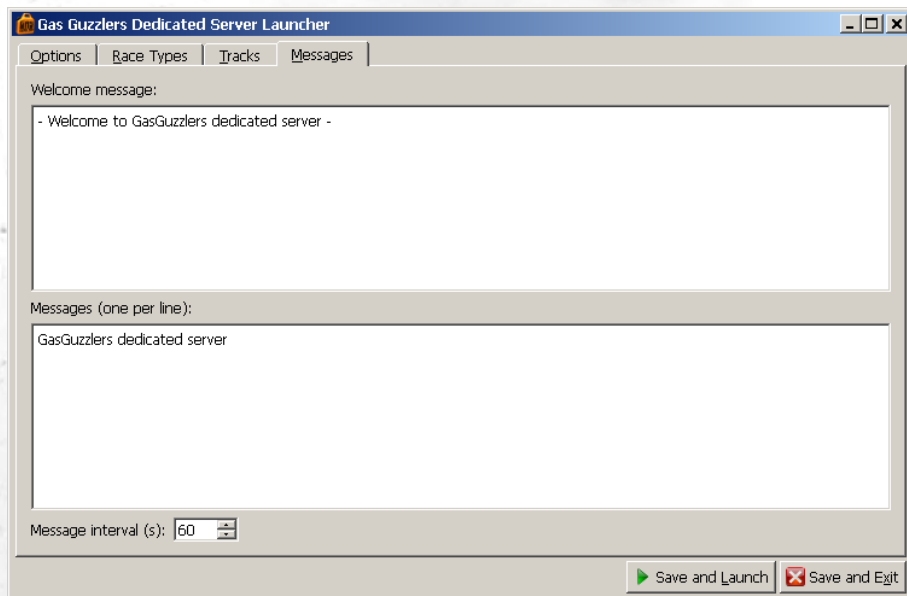 Gas Guzzlers Dedicated Server Launcher
Options Race Types Tracks Messages
Welcome message:
- Welcome to GasGuzzlers dedicated server -
Messages (one per line):
GasGuzzlers dedicated server
Message interval (s): 60
Save and Launch Save and Exit